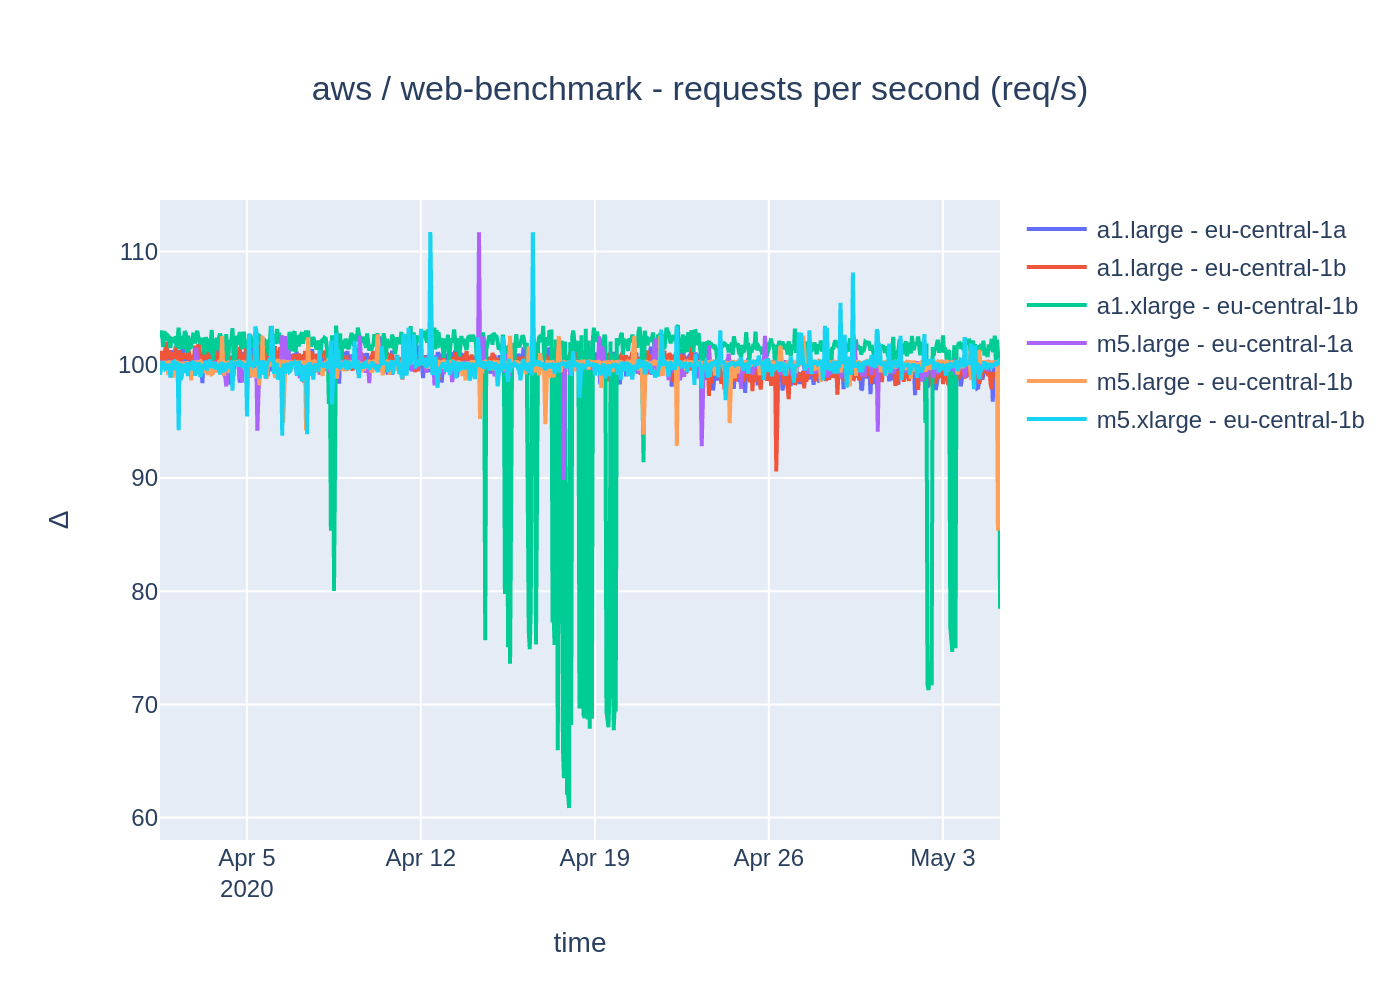 aws / web-benchmark - requests per second (req/s)
110
100
90
80
70
60
Δ
Apr 5
2020
Apr 12
Apr 19
Apr 26
May 3
time
a1.large - eu-central-1a
a1.large - eu-central-1b
a1.xlarge - eu-central-1b
m5.large - eu-central-1a
m5.large - eu-central-1b
m5.xlarge - eu-central-1b